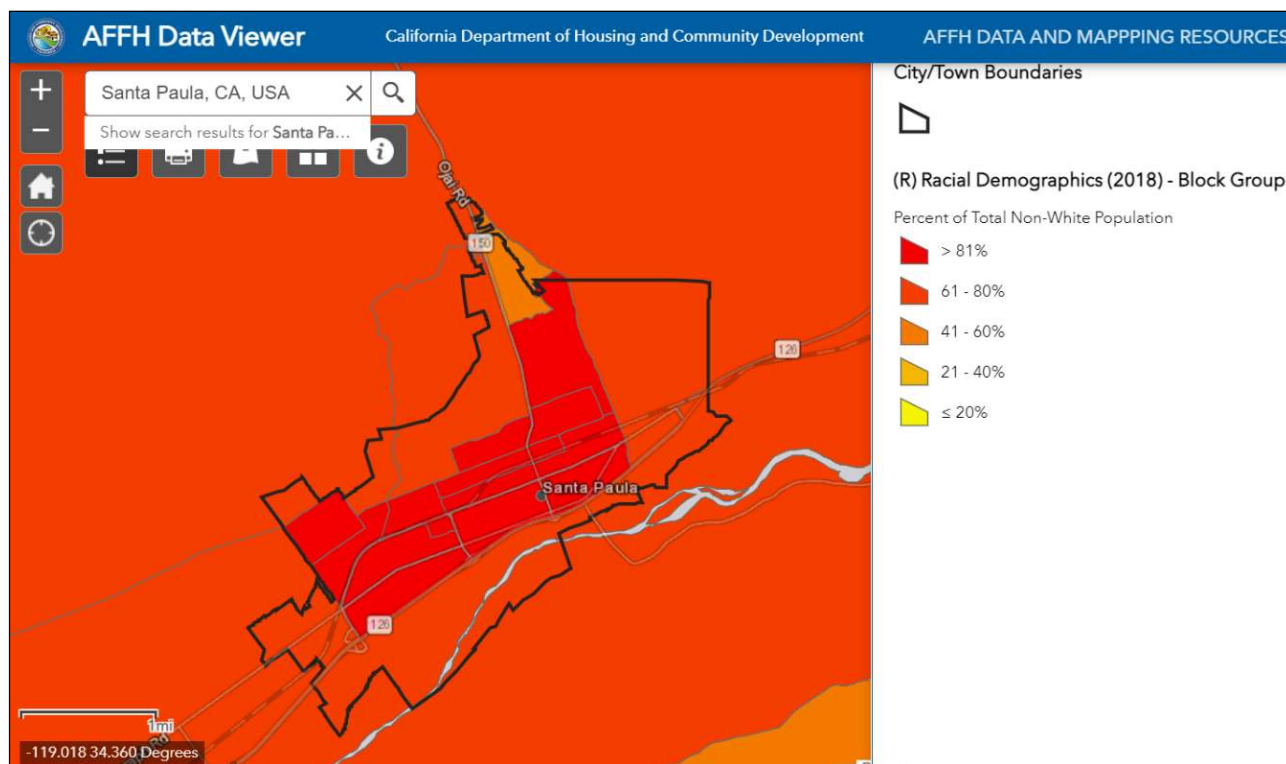 AFFH Data Viewer
California Department of Housing and Community Development
AFFH DATA AND MAPPPING RESOURCES
Santa Paula, CA, USA
Show search results for Santa Pa...
Ojai Rd
150
126
Santa Paula
126
1mi
-119.018 34.360 Degrees
City/Town Boundaries
(R) Racial Demographics (2018) - Block Group
Percent of Total Non-White Population
> 81%
61 - 80%
41 - 60%
21 - 40%
≤ 20%